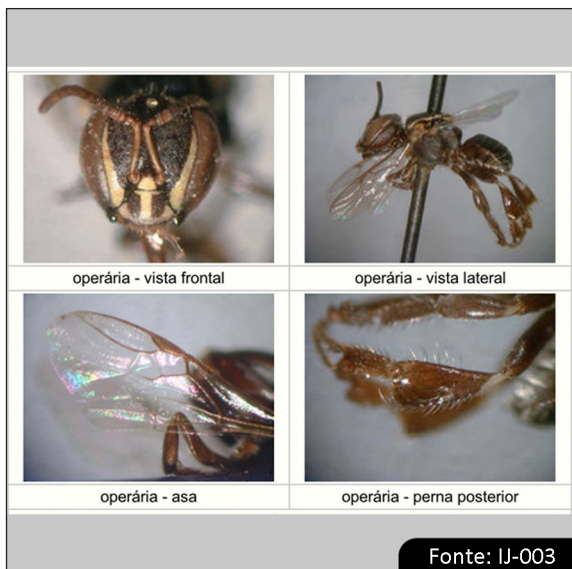 operária - vista frontal
operária - vista lateral
operária - asa
operária - perna posterior
Fonte: IJ-003